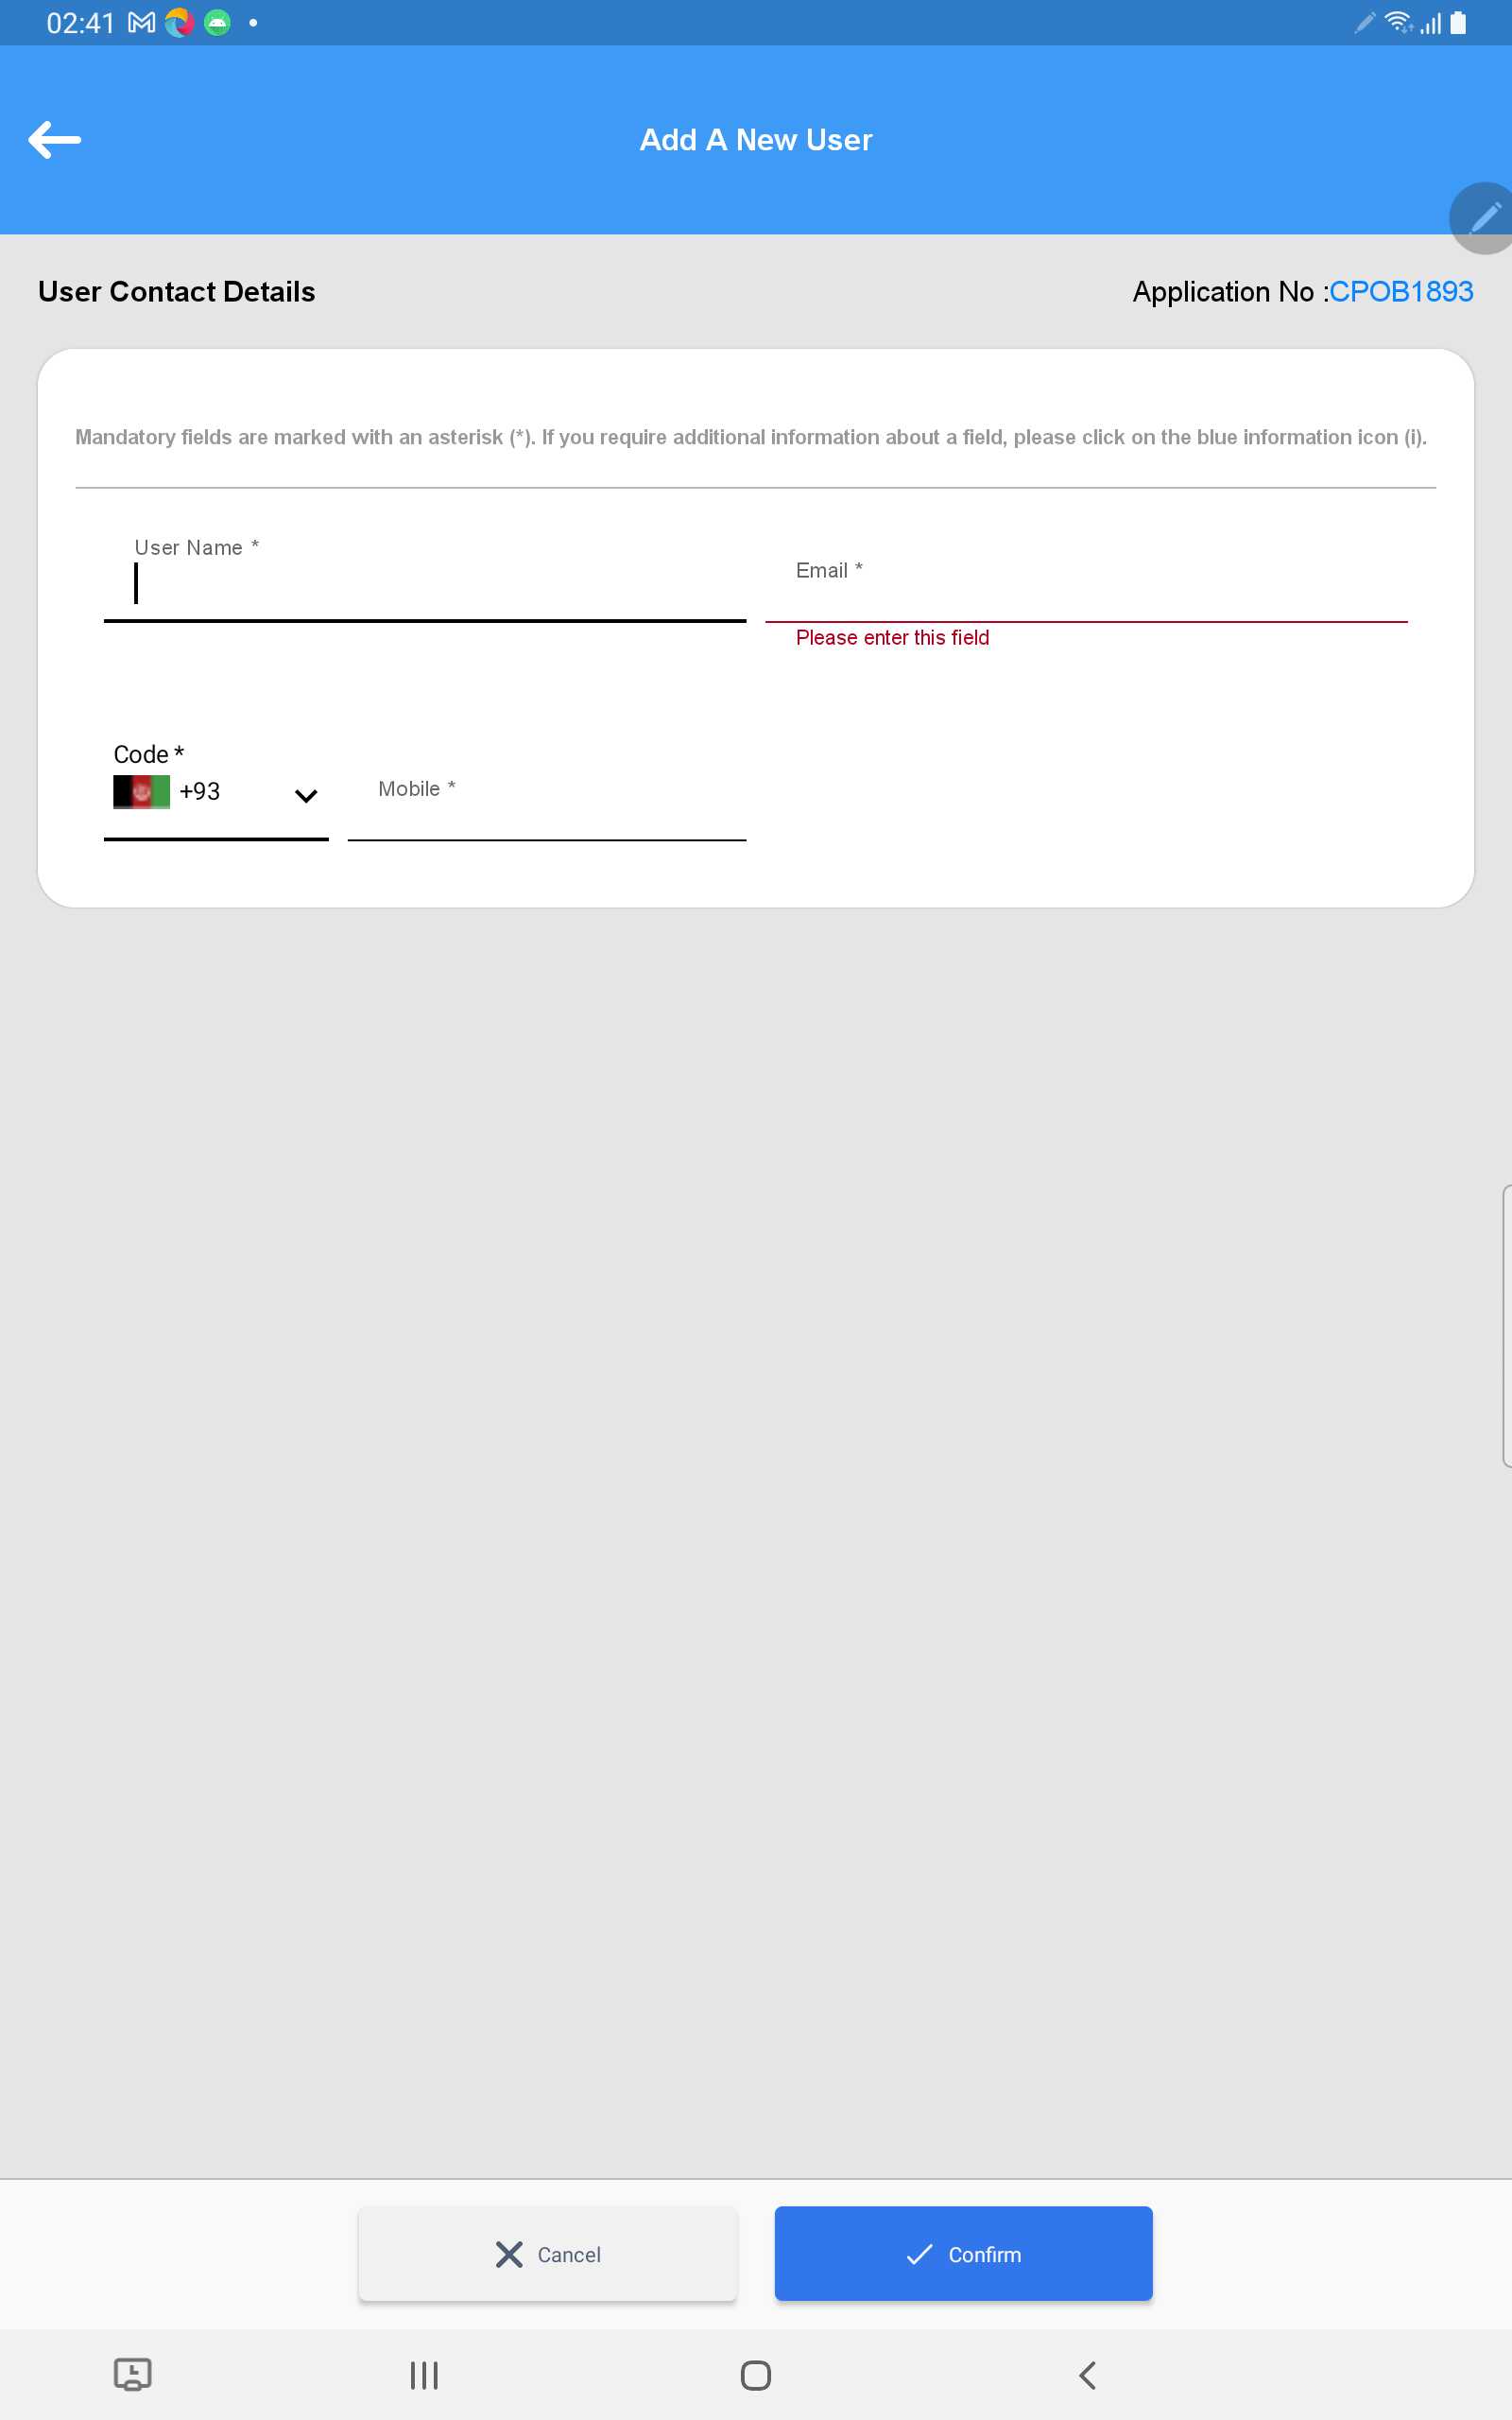 02:41
Add A New User
User Contact Details
Application No :CPOB1893
Mandatory fields are marked with an asterisk (*). If you require additional information about a field, please click on the blue information icon (i).
User Name *
Email *
Please enter this field
Code *
+93
Mobile *
Cancel
Confirm